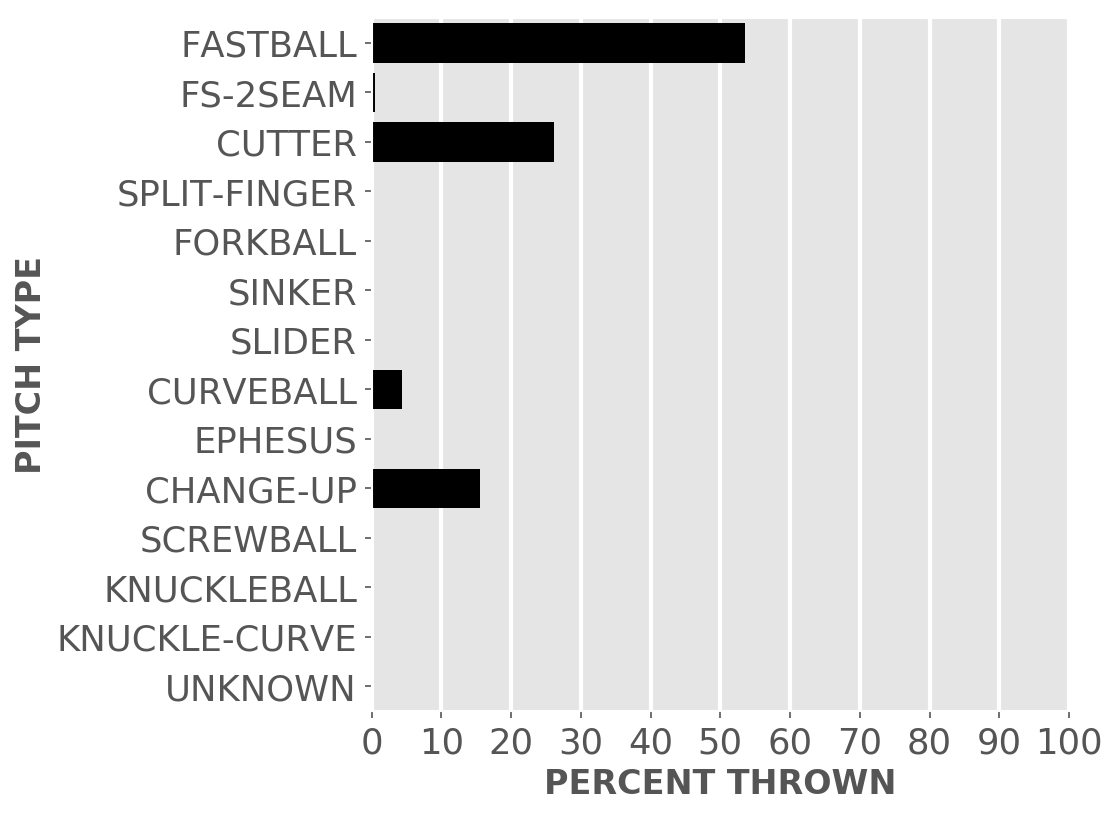 FASTBALL
FS-2SEAM
CUTTER
SPLIT-FINGER
FORKBALL
SINKER
SLIDER
CURVEBALL
EPHESUS
CHANGE-UP
SCREWBALL
KNUCKLEBALL
KNUCKLE-CURVE
UNKNOWN
PITCH TYPE
0 10 20 30 40 50 60 70 80 90 100
PERCENT THROWN